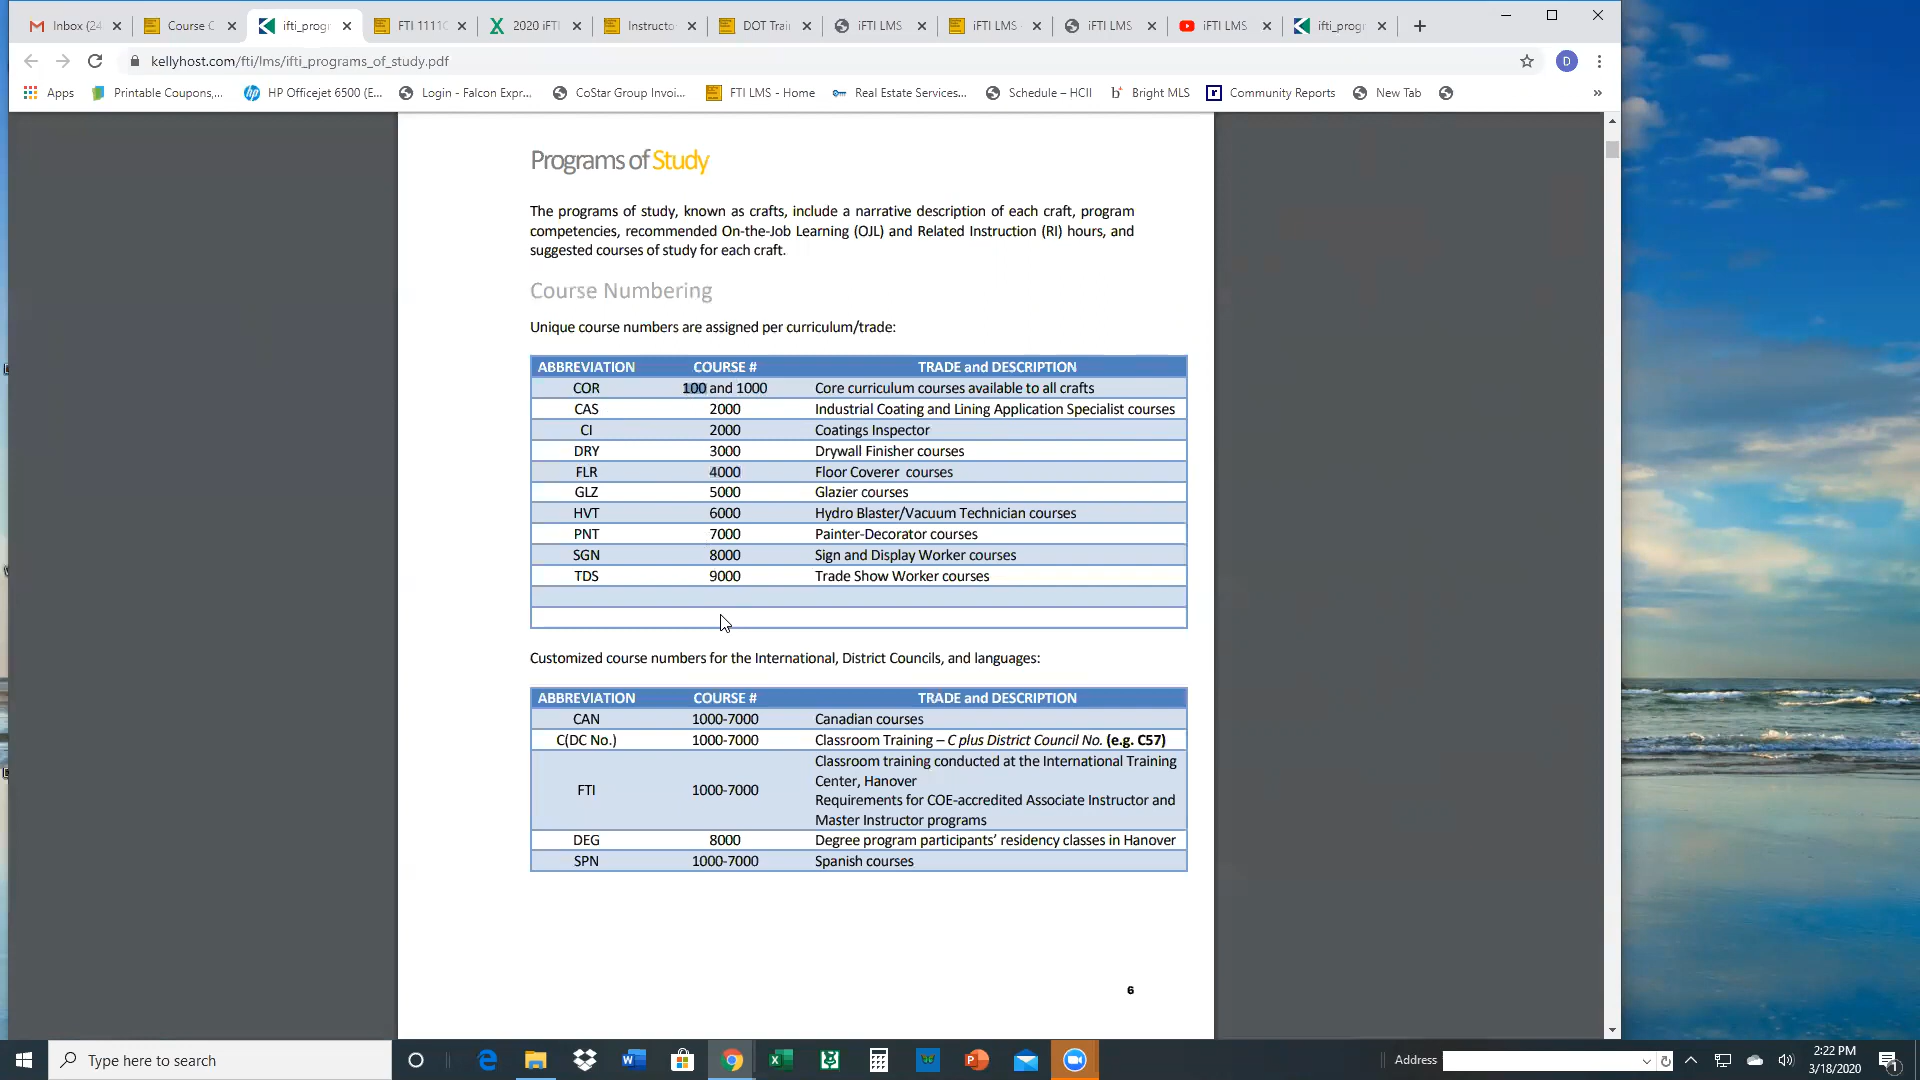 Inbox (24
Course C
ifti_progr
FTI 1111C
2020 iFTI
Instructo
DOT Trai
iFTI LMS
iFTI LMS
iFTI LMS
iFTI LMS
ifti_progr
kellyhost.com/fti/lms/ifti_programs_of_study.pdf
D
Apps
Printable Coupons,...
HP Officejet 6500 (E...
Login - Falcon Expr...
CoStar Group Invoi...
FTI LMS - Home
Real Estate Services...
Schedule – HCII
Bright MLS
Community Reports
New Tab
»
Programs of Study
The programs of study, known as crafts, include a narrative description of each craft, program
competencies, recommended On-the-Job Learning (OJL) and Related Instruction (RI) hours, and
suggested courses of study for each craft.
Course Numbering
Unique course numbers are assigned per curriculum/trade:
ABBREVIATION COURSE # TRADE and DESCRIPTION
COR 100 and 1000 Core curriculum courses available to all crafts
CAS 2000 Industrial Coating and Lining Application Specialist courses
CI 2000 Coatings Inspector
DRY 3000 Drywall Finisher courses
FLR 4000 Floor Coverer courses
GLZ 5000 Glazier courses
HVT 6000 Hydro Blaster/Vacuum Technician courses
PNT 7000 Painter-Decorator courses
SGN 8000 Sign and Display Worker courses
TDS 9000 Trade Show Worker courses
Customized course numbers for the International, District Councils, and languages:
ABBREVIATION COURSE # TRADE and DESCRIPTION
CAN 1000-7000 Canadian courses
C(DC No.) 1000-7000 Classroom Training – C plus District Council No. (e.g. C57)
FTI 1000-7000 Classroom training conducted at the International Training
Center, Hanover
Requirements for COE-accredited Associate Instructor and
Master Instructor programs
DEG 8000 Degree program participants’ residency classes in Hanover
SPN 1000-7000 Spanish courses
6
Type here to search
Address
2:22 PM
3/18/2020
1